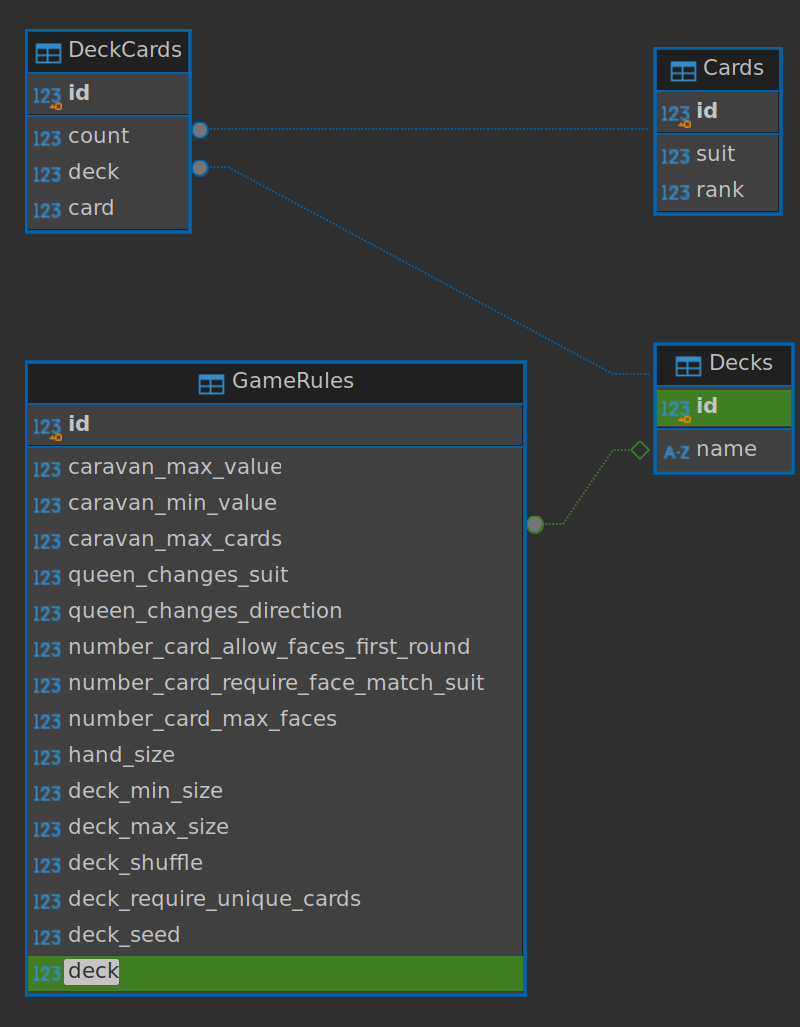 DeckCards
123 id
123 count
123 deck
123 card
Cards
123 id
123 suit
123 rank
GameRules
123 id
123 caravan_max_value
123 caravan_min_value
123 caravan_max_cards
123 queen_changes_suit
123 queen_changes_direction
123 number_card_allow_faces_first_round
123 number_card_require_face_match_suit
123 number_card_max_faces
123 hand_size
123 deck_min_size
123 deck_max_size
123 deck_shuffle
123 deck_require_unique_cards
123 deck_seed
123 deck
Decks
123 id
A-Z name